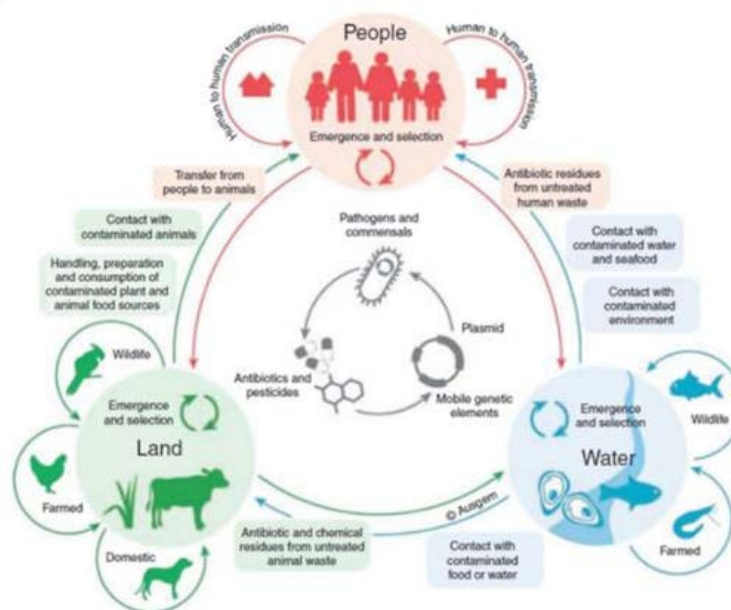 People
Human to human transmission
Human to human transmission
Emergence and selection
Transfer from
people to animals
Antibiotic residues
from untreated
human waste
Contact with
contaminated animals
Pathogens and
commensals
Contact with
contaminated water
and seafood
Handling, preparation
and consumption of
contaminated plant and
animal food sources
Contact with
contaminated
environment
Plasmid
Wildlife
Antibiotics and
pesticides
Mobile genetic
elements
Emergence
and selection
Land
Emergence
and selection
Wildlife
Water
Farmed
© Ausgem
Antibiotic and chemical
residues from untreated
animal waste
Contact with
contaminated
food or water
Farmed
Domestic